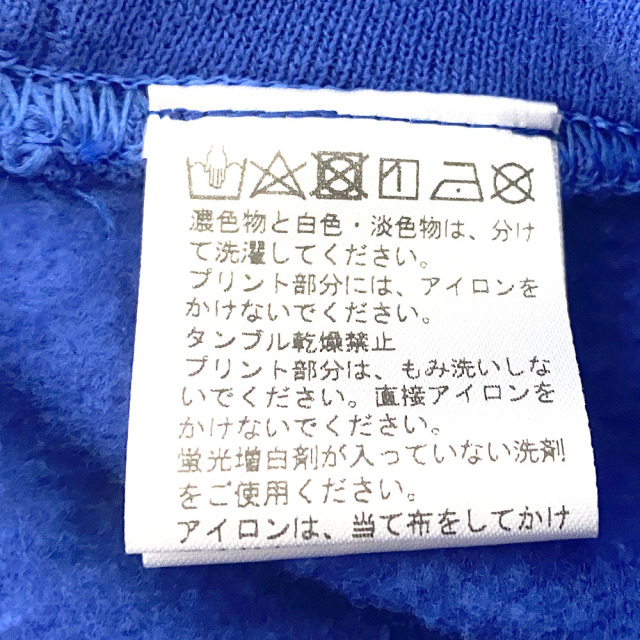 濃色物と白色・淡色物は、分け
て洗濯してください。
プリント部分には、アイロンを
かけないでください。
タンブル乾燥禁止
プリント部分は、もみ洗いしな
いでください。直接アイロンを
かけないでください。
蛍光増白剤が入っていない洗剤
をご使用ください。
アイロンは、当て布をしてかけ